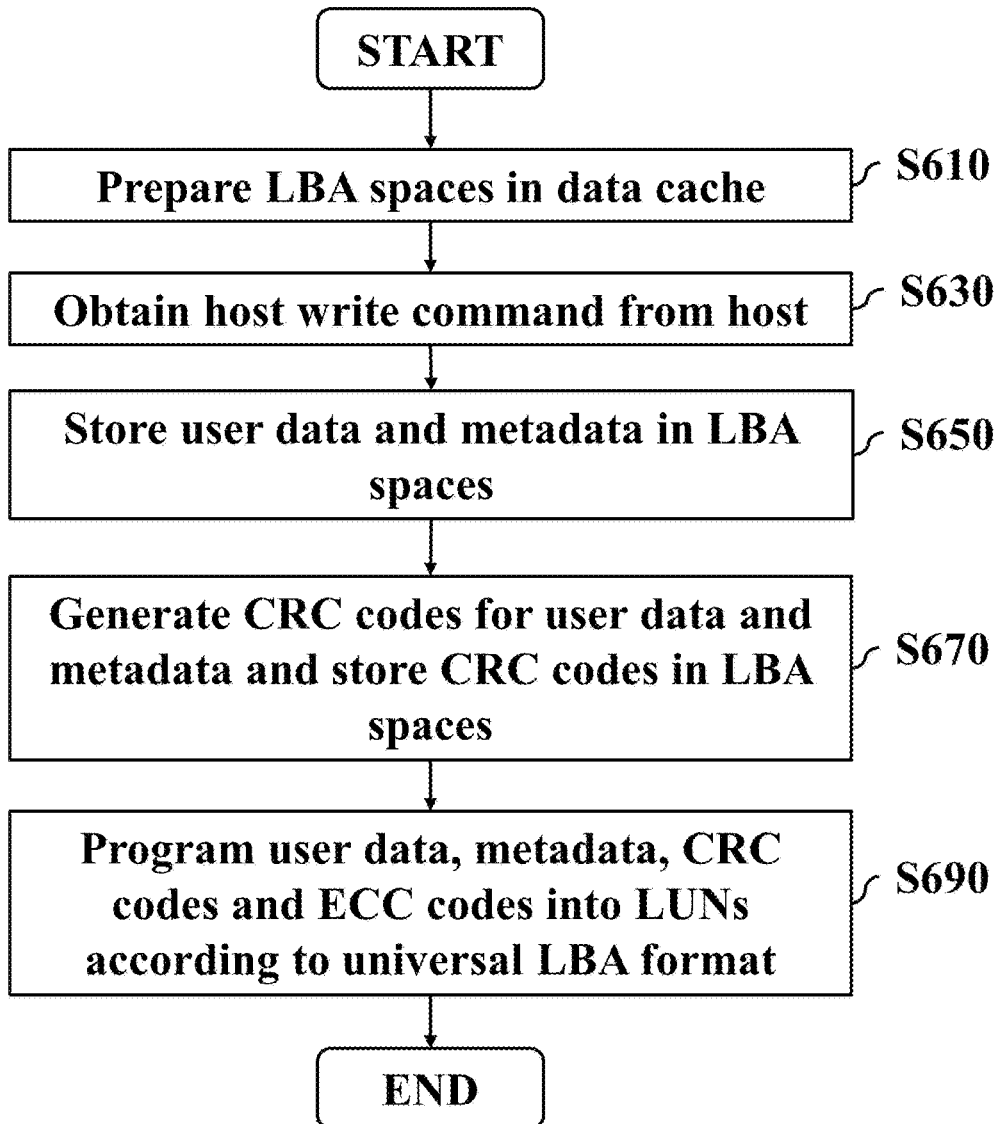 START
Prepare LBA spaces in data cache
S610
Obtain host write command from host
S630
Store user data and metadata in LBA
spaces
S650
Generate CRC codes for user data and
metadata and store CRC codes in LBA
spaces
S670
Program user data, metadata, CRC
codes and ECC codes into LUNs
according to universal LBA format
S690
END